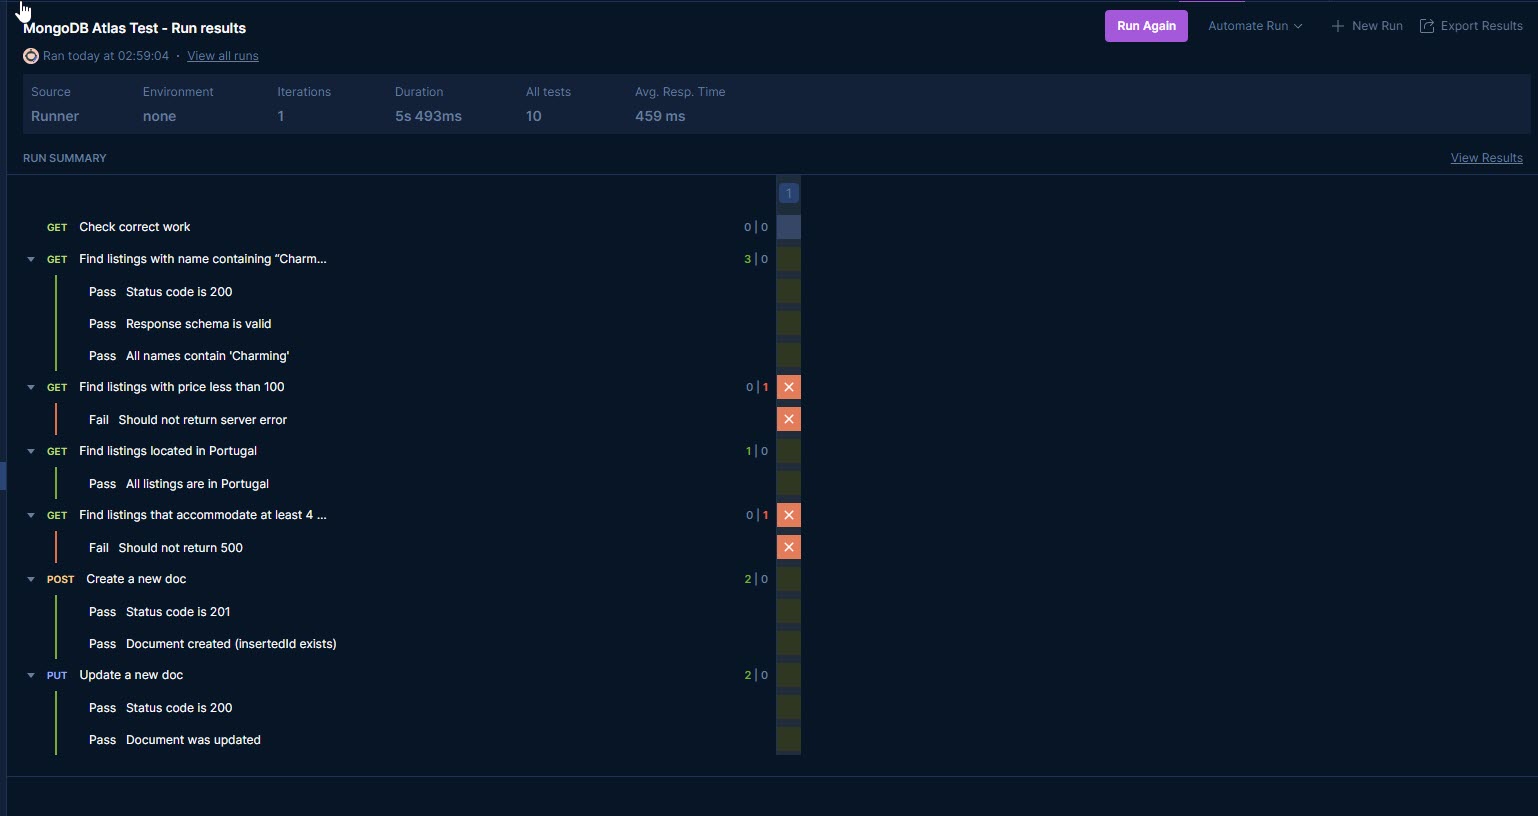 MongoDB Atlas Test - Run results
Run Again Automate Run New Run Export Results
Ran today at 02:59:04 · View all runs
Source Environment Iterations Duration All tests Avg. Resp. Time
Runner none 1 5s 493ms 10 459 ms
RUN SUMMARY View Results
1
GET Check correct work 0 | 0
GET Find listings with name containing “Charm... 3 | 0
Pass Status code is 200
Pass Response schema is valid
Pass All names contain 'Charming'
GET Find listings with price less than 100 0 | 1
Fail Should not return server error
GET Find listings located in Portugal 1 | 0
Pass All listings are in Portugal
GET Find listings that accommodate at least 4 ... 0 | 1
Fail Should not return 500
POST Create a new doc 2 | 0
Pass Status code is 201
Pass Document created (insertedId exists)
PUT Update a new doc 2 | 0
Pass Status code is 200
Pass Document was updated